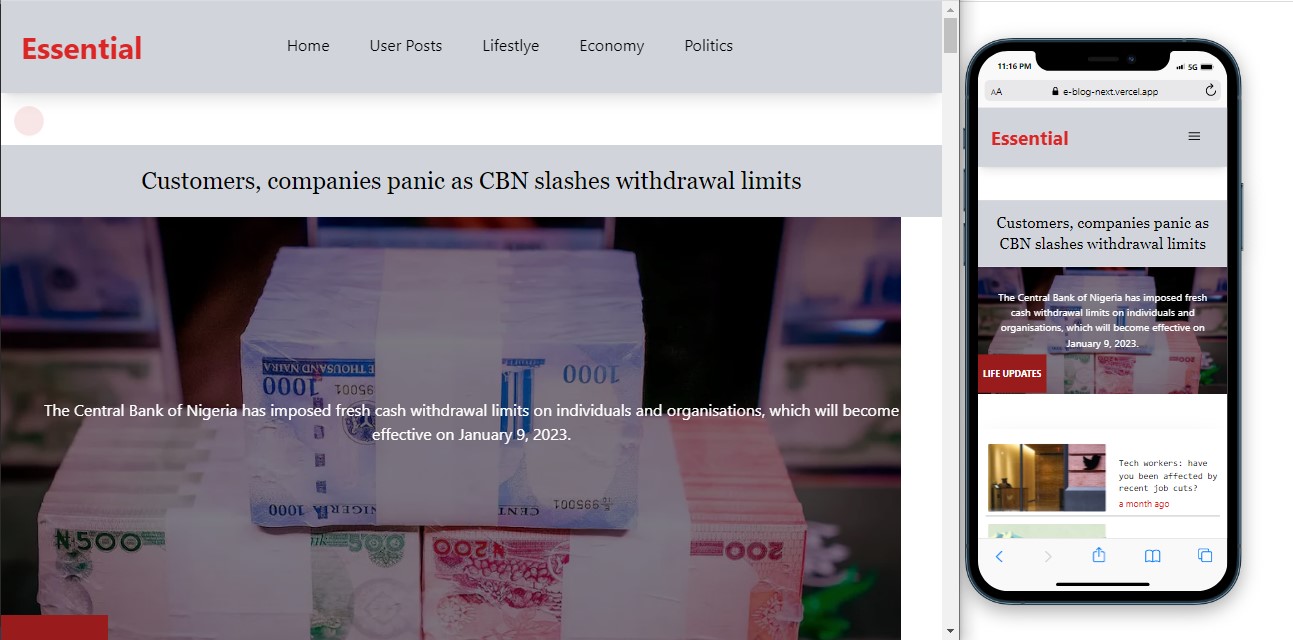 Essential
Home
User Posts
Lifestlye
Economy
Politics
Customers, companies panic as CBN slashes withdrawal limits
The Central Bank of Nigeria has imposed fresh cash withdrawal limits on individuals and organisations, which will become
effective on January 9, 2023.
E THOUSAND NAIRA
1000
1000
995001
1000
NIGERIA
CENT
995001
₦500
500
₦200
200
11:16 PM
5G
AA
e-blog-next.vercel.app
Essential
Customers, companies panic as
CBN slashes withdrawal limits
The Central Bank of Nigeria has imposed fresh
cash withdrawal limits on individuals and
organisations, which will become effective on
January 9, 2023.
LIFE UPDATES
Tech workers: have
you been affected by
recent job cuts?
a month ago